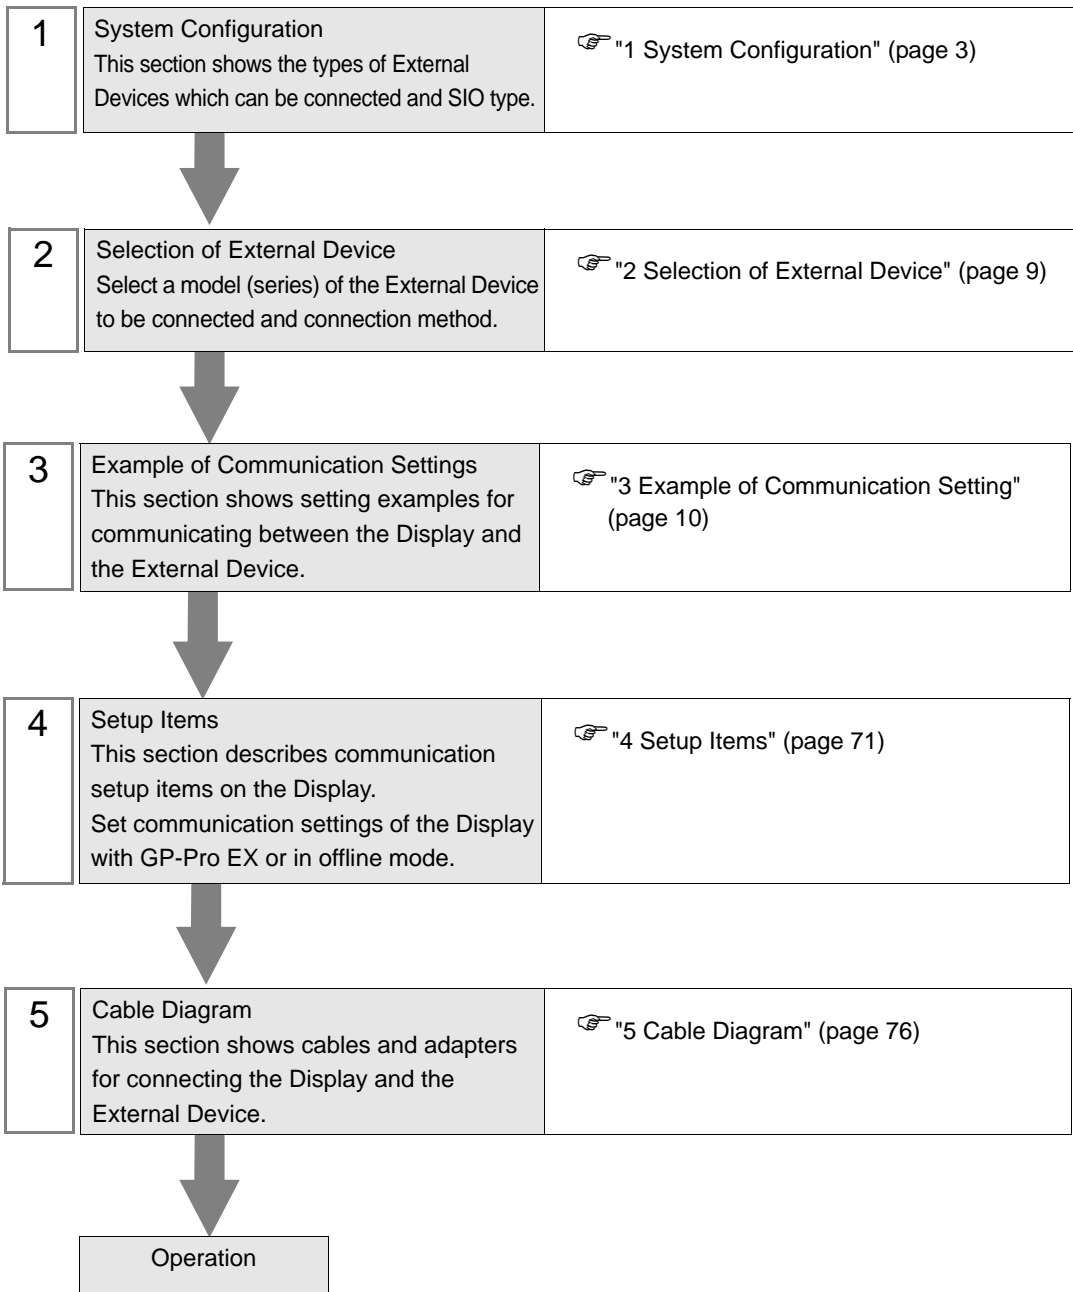 1
System Configuration
This section shows the types of External
Devices which can be connected and SIO type.
"1 System Configuration" (page 3)
2
Selection of External Device
Select a model (series) of the External Device
to be connected and connection method.
"2 Selection of External Device" (page 9)
3
Example of Communication Settings
This section shows setting examples for
communicating between the Display and
the External Device.
"3 Example of Communication Setting"
(page 10)
4
Setup Items
This section describes communication
setup items on the Display.
Set communication settings of the Display
with GP-Pro EX or in offline mode.
"4 Setup Items" (page 71)
5
Cable Diagram
This section shows cables and adapters
for connecting the Display and the
External Device.
"5 Cable Diagram" (page 76)
Operation